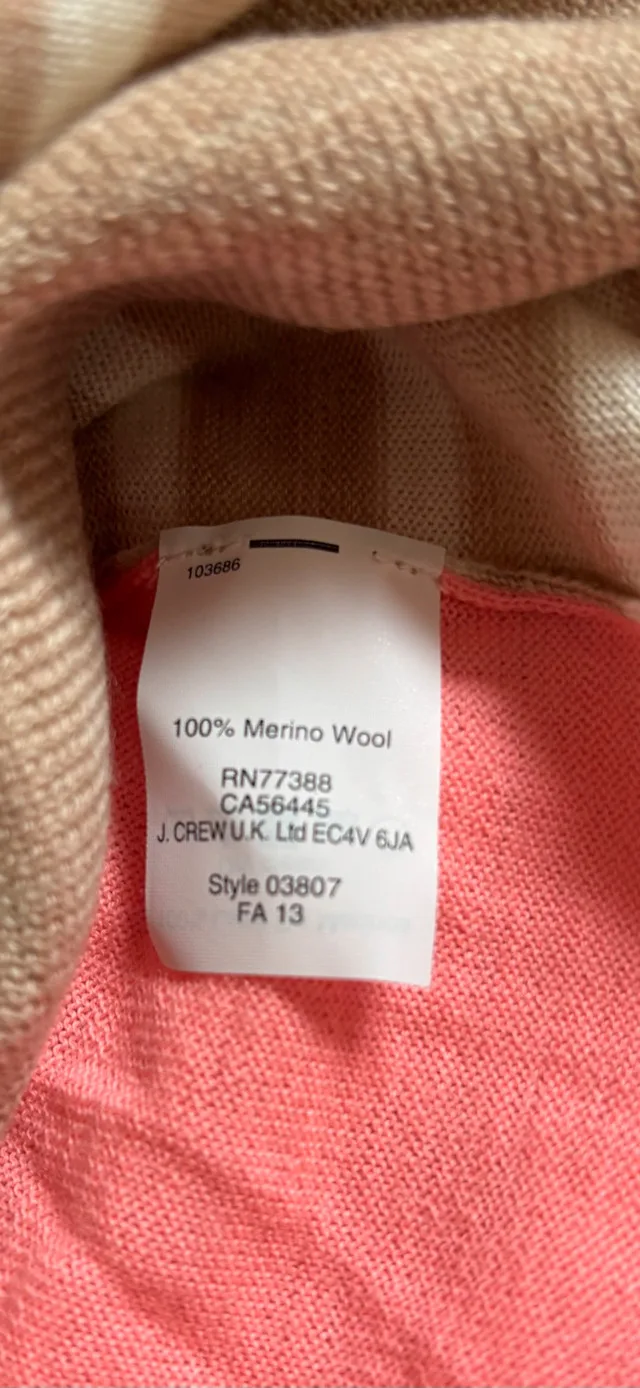 103686
100% Merino Wool
RN77388
CA56445
J. CREW U.K. Ltd EC4V 6JA
Style 03807
FA 13